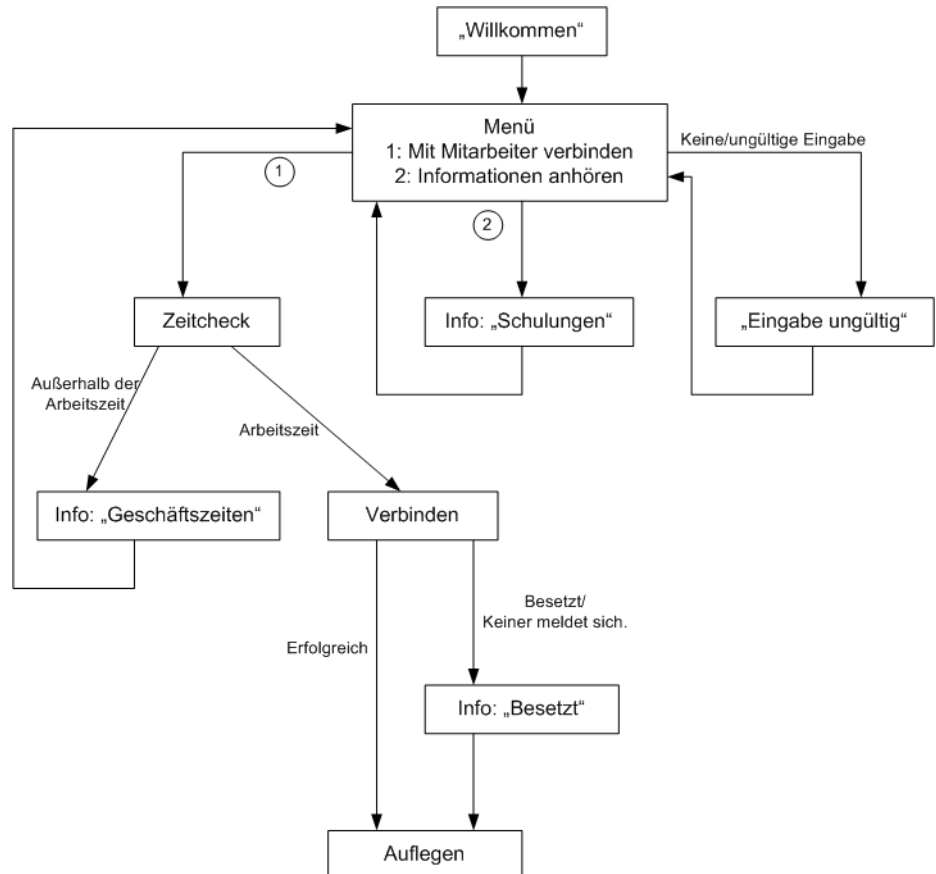 „Willkommen“
Menü
1: Mit Mitarbeiter verbinden
2: Informationen anhören
Keine/ungültige Eingabe
1
2
Zeitcheck
Info: „Schulungen“
„Eingabe ungültig“
Außerhalb der
Arbeitszeit
Arbeitszeit
Info: „Geschäftszeiten“
Verbinden
Besetzt/
Keiner meldet sich.
Erfolgreich
Info: „Besetzt“
Auflegen